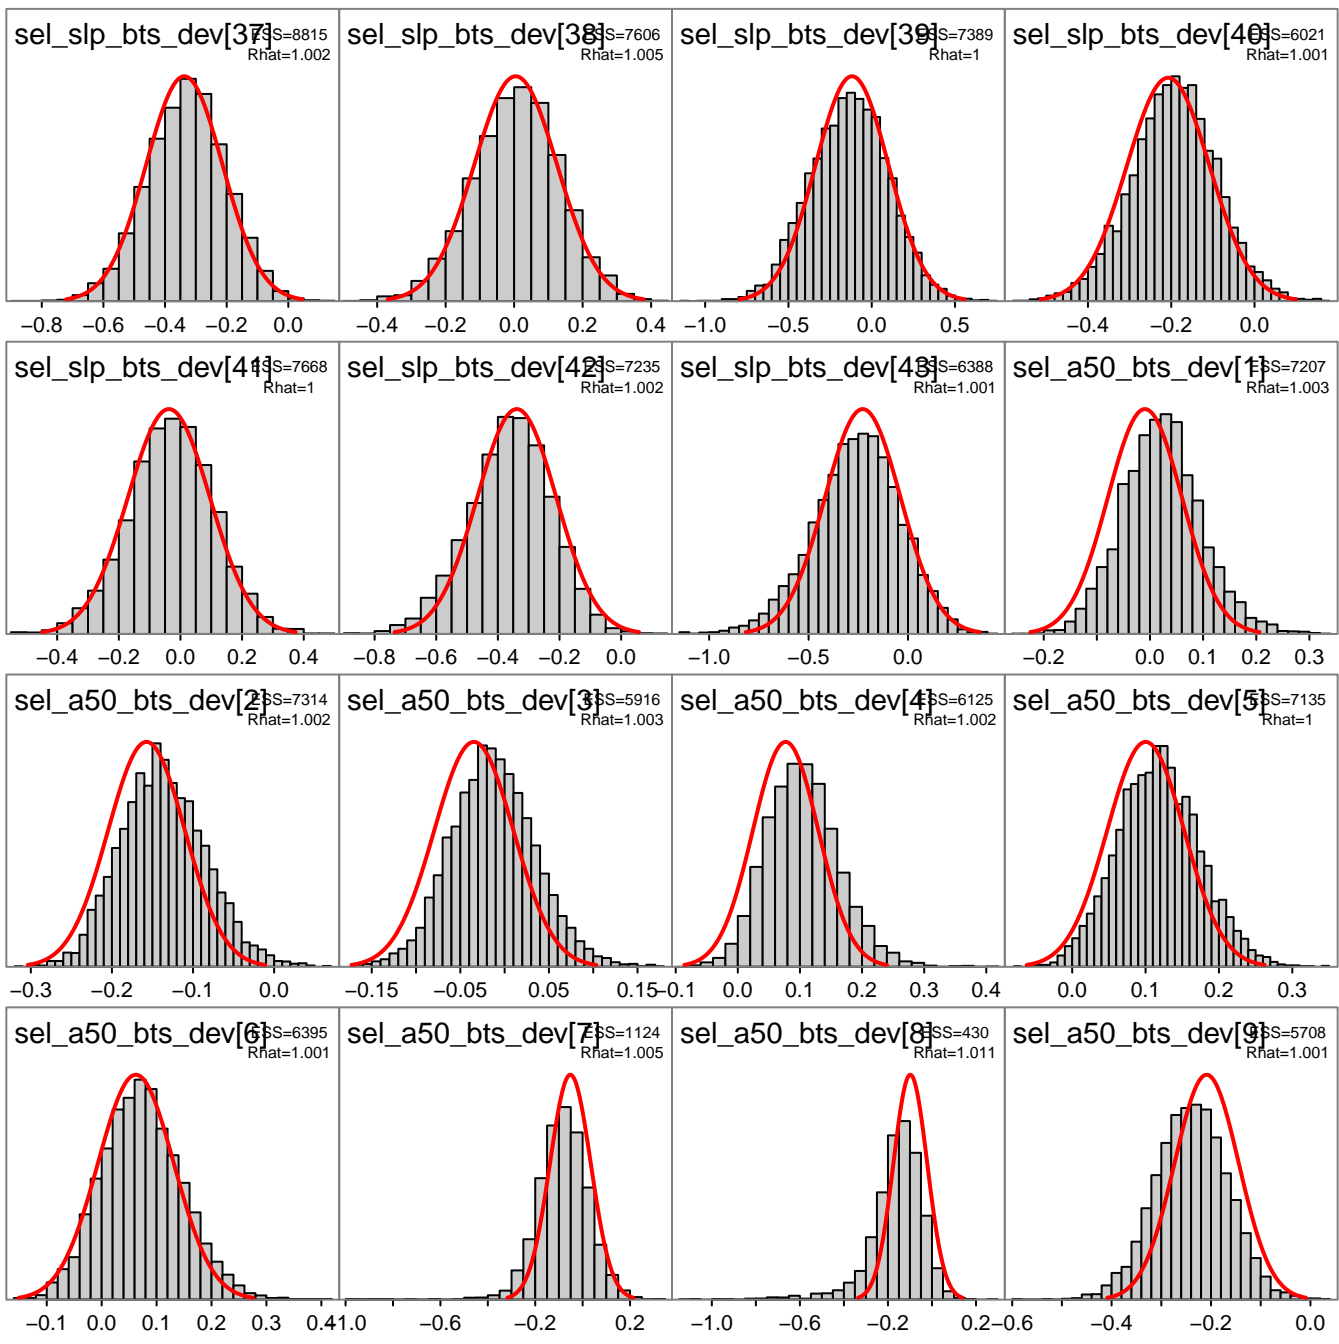 sel_slp_bts_dev[37] ESS=8815
Rhat=1.002
sel_slp_bts_dev[38] ESS=7606
Rhat=1.005
sel_slp_bts_dev[39] ESS=7389
Rhat=1
sel_slp_bts_dev[40] ESS=6021
Rhat=1.001
−0.8 −0.6 −0.4 −0.2 0.0
−0.4 −0.2 0.0 0.2 0.4
−1.0 −0.5 0.0 0.5
−0.4 −0.2 0.0
sel_slp_bts_dev[41] ESS=7668
Rhat=1
sel_slp_bts_dev[42] ESS=7235
Rhat=1.002
sel_slp_bts_dev[43] ESS=6388
Rhat=1.001
sel_a50_bts_dev[1] ESS=7207
Rhat=1.003
−0.4 −0.2 0.0 0.2 0.4
−0.8 −0.6 −0.4 −0.2 0.0
−1.0 −0.5 0.0
−0.2 0.0 0.1 0.2 0.3
sel_a50_bts_dev[2] ESS=7314
Rhat=1.002
sel_a50_bts_dev[3] ESS=5916
Rhat=1.003
sel_a50_bts_dev[4] ESS=6125
Rhat=1.002
sel_a50_bts_dev[5] ESS=7135
Rhat=1
−0.3 −0.2 −0.1 0.0
−0.15 −0.05 0.05 0.15
−0.1 0.0 0.1 0.2 0.3 0.4
0.0 0.1 0.2 0.3
sel_a50_bts_dev[6] ESS=6395
Rhat=1.001
sel_a50_bts_dev[7] ESS=1124
Rhat=1.005
sel_a50_bts_dev[8] ESS=430
Rhat=1.011
sel_a50_bts_dev[9] ESS=5708
Rhat=1.001
−0.1 0.0 0.1 0.2 0.3 0.4
−1.0 −0.6 −0.2 0.2
−1.0 −0.6 −0.2 0.2
−0.6 −0.4 −0.2 0.0